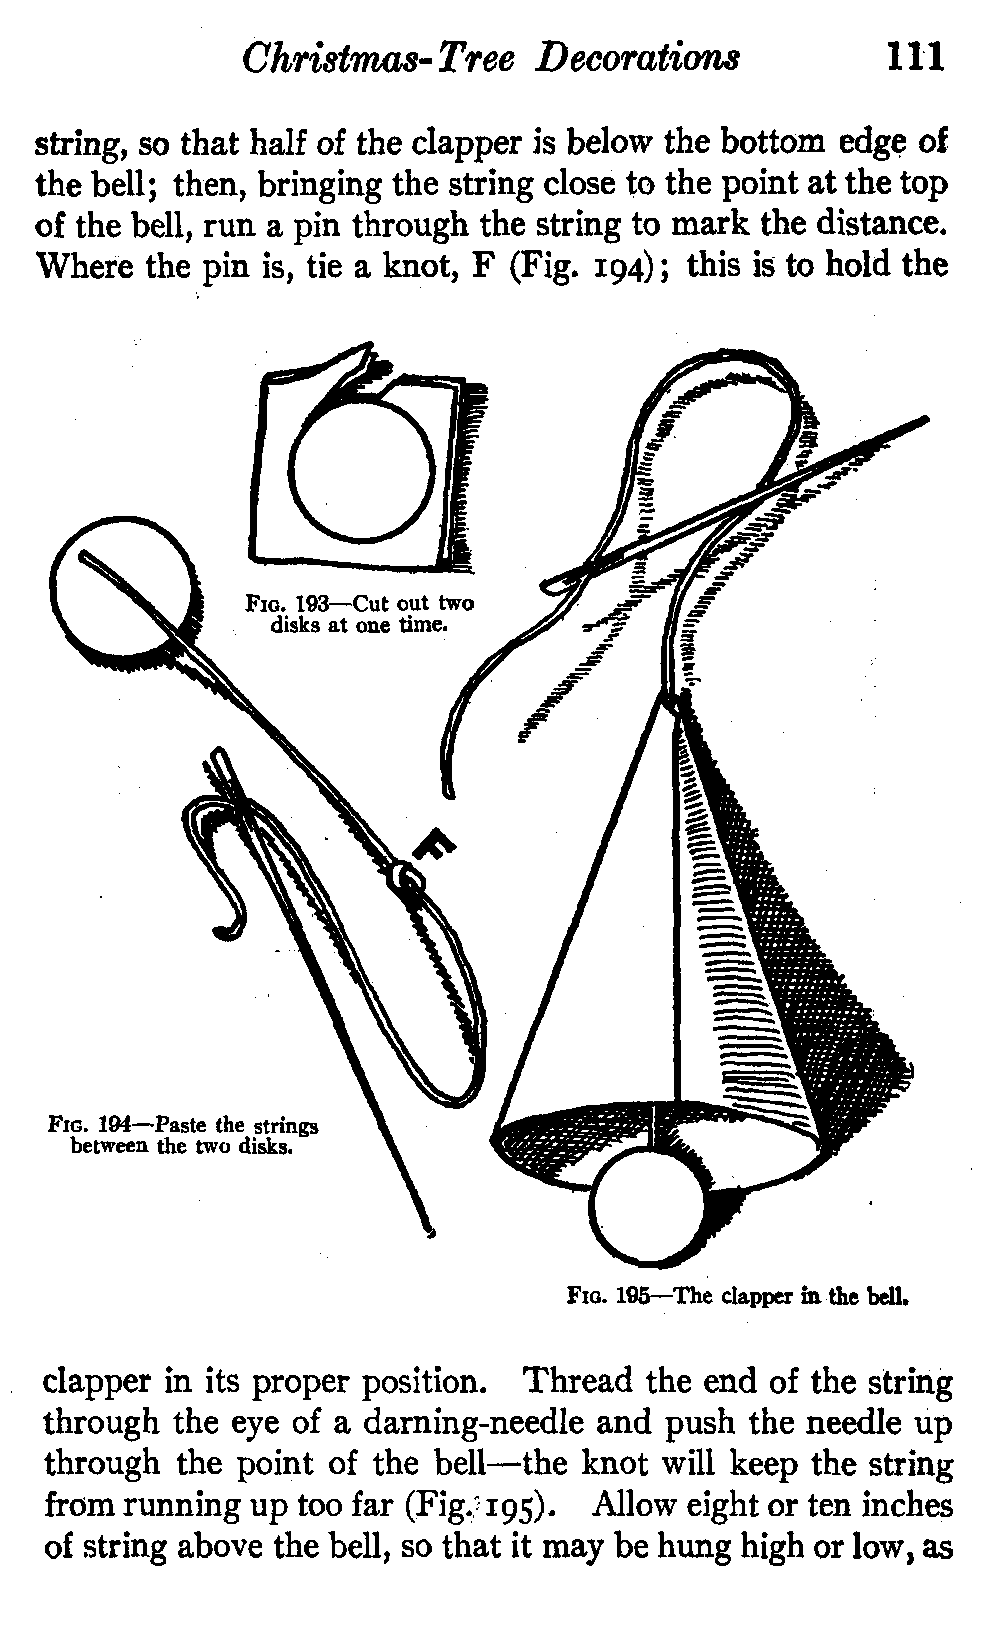 Christmas-Tree Decorations 111
string, so that half of the clapper is below the bottom edge of
the bell; then, bringing the string close to the point at the top
of the bell, run a pin through the string to mark the distance.
Where the pin is, tie a knot, F (Fig. 194); this is to hold the
FIG. 193—Cut out two
disks at one time.
F
FIG. 194—Paste the strings
between the two disks.
FIG. 195—The clapper in the bell.
clapper in its proper position. Thread the end of the string
through the eye of a darning-needle and push the needle up
through the point of the bell—the knot will keep the string
from running up too far (Fig. 195). Allow eight or ten inches
of string above the bell, so that it may be hung high or low, as